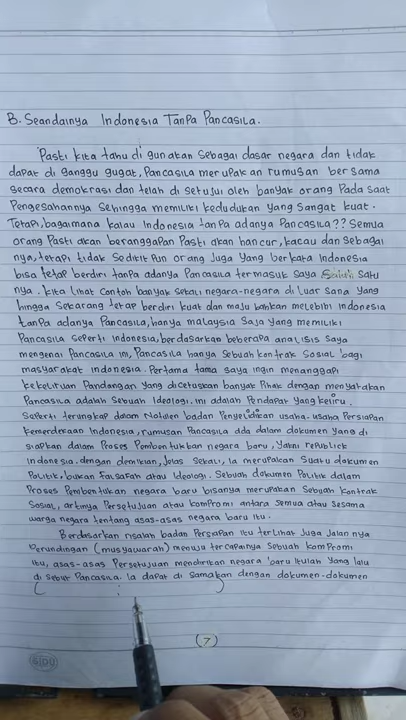 B. Seandainya Indonesia Tanpa Pancasila.
Pasti kita tahu di gunakan sebagai dasar negara dan tidak
dapat di ganggu gugat, Pancasila merupakan rumusan bersama
secara demokrasi dan telah di setujui oleh banyak orang Pada saat
Pengesahannya Sehingga memiliki kedudukan yang sangat kuat.
Tetapi, bagaimana kalau Indonesia tanpa adanya Pancasila?? Semua
orang Pasti akan beranggapan Pasti akan hancur, kacau dan sebagai
nya, tetapi tidak Sedikit Pun orang Juga Yang berkata Indonesia
bisa tetap berdiri tanpa adanya Pancasila termasuk Saya Satu
nya. Kita lihat Contoh banyak sekali negara-negara di luar Sana Yang
hingga Sekarang tetap berdiri kuat dan maju bahkan melebihi Indonesia
tanpa adanya Pancasila, hanya malaysia Saja yang memiliki
Pancasila Seperti Indonesia, berdasarkan beberapa analisis Saya
mengenai Pancasila ini, Pancasila hanya Sebuah kontrak Sosial bagi
masyarakat indonesia. Pertama tama saya ingin menanggapi
kekeliruan Pandangan Yang dicetuskan banyak Pihak dengan menyatakan
Pancasila adalah Sebuah Ideologi. ini adalah Pendapat Yang keliru.
Seperti terungkap dalam Notulen badan Penyelidikan usaha-usaha Persiapan
Kemerdekaan Indonesia, rumusan Pancasila ada dalam dokumen Yang di
siapkan dalam Proses Pembentukban negara baru, Yakni republick
Indonesia. dengan demikian, Jelas Sekali, Ia merupakan Suatu dokumen
Politik, bukan Falsafah atau Ideologi. Sebuah dokumen Politik dalam
Proses Pembentukan negara baru bisanya merupakan Sebuah Kontrak
Sosial, artinya Persetujuan atau kompromi antara Semua atau Sesama
warga negara tentang asas-asas negara baru itu.
Berdasarkan risalah badan Persiapan Itu terlihat Juga Jalan nya
Perundingan (musyawarah) menuju tercapainya Sebuah kompromi
Itu, asas-asas Persetujuan mendirikan negara baru Itulah Yang lalu
di sebut Pancasila. Ia dapat di Samakan dengan dokumen-dokumen
(7)
SIDU